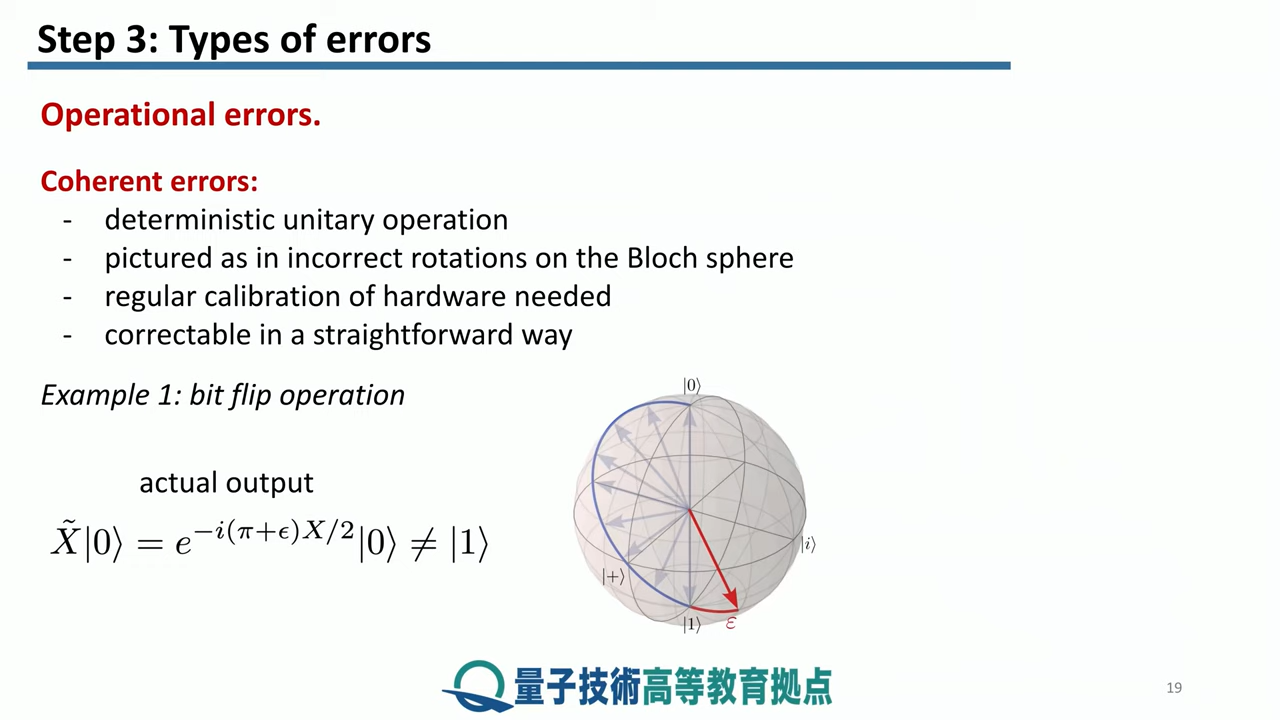 Step 3: Types of errors
Operational errors.
Coherent errors:
- deterministic unitary operation
- pictured as in incorrect rotations on the Bloch sphere
- regular calibration of hardware needed
- correctable in a straightforward way
Example 1: bit flip operation
actual output
X̃|0⟩ = e^{−i(π+ϵ)X/2}|0⟩ ≠ |1⟩
|0⟩
|i⟩
|+⟩
|1⟩
ε
量子技術高等教育拠点
19